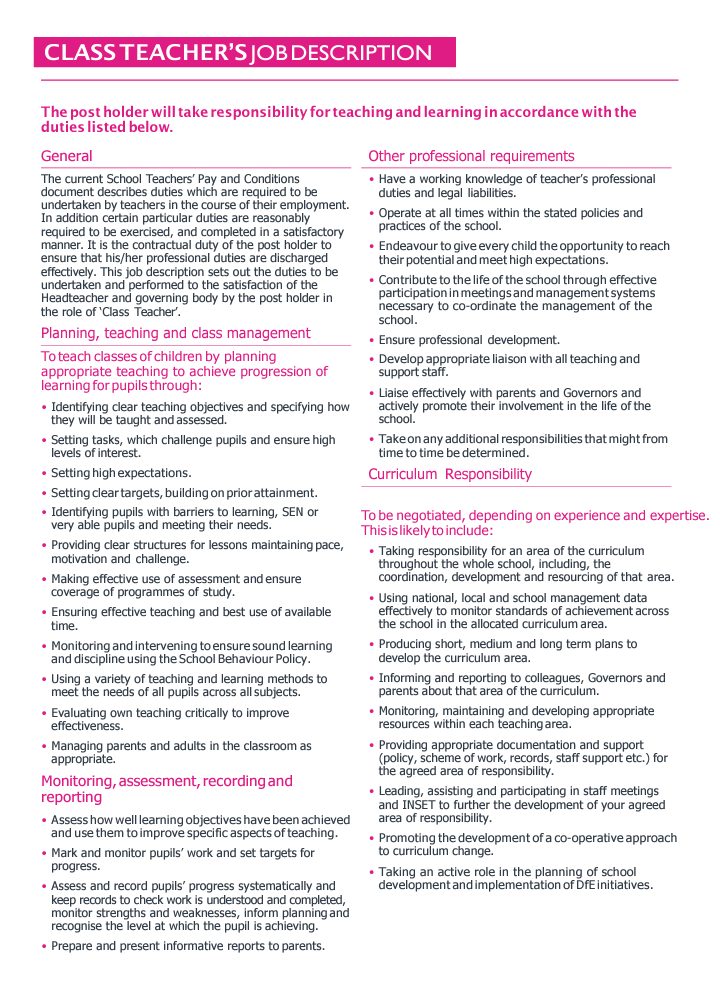 CLASS TEACHER'S JOB DESCRIPTION
The post holder will take responsibility for teaching and learning in accordance with the
duties listed below.
General
The current School Teachers' Pay and Conditions
document describes duties which are required to be
undertaken by teachers in the course of their employment.
In addition certain particular duties are reasonably
required to be exercised, and completed in a satisfactory
manner. It is the contractual duty of the post holder to
ensure that his/her professional duties are discharged
effectively. This job description sets out the duties to be
undertaken and performed to the satisfaction of the
Headteacher and governing body by the post holder in
the role of 'Class Teacher'.
Planning, teaching and class management
To teach classes of children by planning
appropriate teaching to achieve progression of
learning for pupils through:
• Identifying clear teaching objectives and specifying how
they will be taught and assessed.
• Setting tasks, which challenge pupils and ensure high
levels of interest.
• Setting high expectations.
• Setting clear targets, building on prior attainment.
• Identifying pupils with barriers to learning, SEN or
very able pupils and meeting their needs.
• Providing clear structures for lessons maintaining pace,
motivation and challenge.
• Making effective use of assessment and ensure
coverage of programmes of study.
• Ensuring effective teaching and best use of available
time.
• Monitoring and intervening to ensure sound learning
and discipline using the School Behaviour Policy.
• Using a variety of teaching and learning methods to
meet the needs of all pupils across all subjects.
• Evaluating own teaching critically to improve
effectiveness.
• Managing parents and adults in the classroom as
appropriate.
Monitoring, assessment, recording and
reporting
• Assess how well learning objectives have been achieved
and use them to improve specific aspects of teaching.
• Mark and monitor pupils' work and set targets for
progress.
• Assess and record pupils' progress systematically and
keep records to check work is understood and completed,
monitor strengths and weaknesses, inform planning and
recognise the level at which the pupil is achieving.
• Prepare and present informative reports to parents.
Other professional requirements
• Have a working knowledge of teacher's professional
duties and legal liabilities.
• Operate at all times within the stated policies and
practices of the school.
• Endeavour to give every child the opportunity to reach
their potential and meet high expectations.
• Contribute to the life of the school through effective
participation in meetings and management systems
necessary to co-ordinate the management of the
school.
• Ensure professional development.
• Develop appropriate liaison with all teaching and
support staff.
• Liaise effectively with parents and Governors and
actively promote their involvement in the life of the
school.
• Take on any additional responsibilities that might from
time to time be determined.
Curriculum Responsibility
To be negotiated, depending on experience and expertise.
This is likely to include:
• Taking responsibility for an area of the curriculum
throughout the whole school, including, the
coordination, development and resourcing of that area.
• Using national, local and school management data
effectively to monitor standards of achievement across
the school in the allocated curriculum area.
• Producing short, medium and long term plans to
develop the curriculum area.
• Informing and reporting to colleagues, Governors and
parents about that area of the curriculum.
• Monitoring, maintaining and developing appropriate
resources within each teaching area.
• Providing appropriate documentation and support
(policy, scheme of work, records, staff support etc.) for
the agreed area of responsibility.
• Leading, assisting and participating in staff meetings
and INSET to further the development of your agreed
area of responsibility.
• Promoting the development of a co-operative approach
to curriculum change.
• Taking an active role in the planning of school
development and implementation of DfE initiatives.